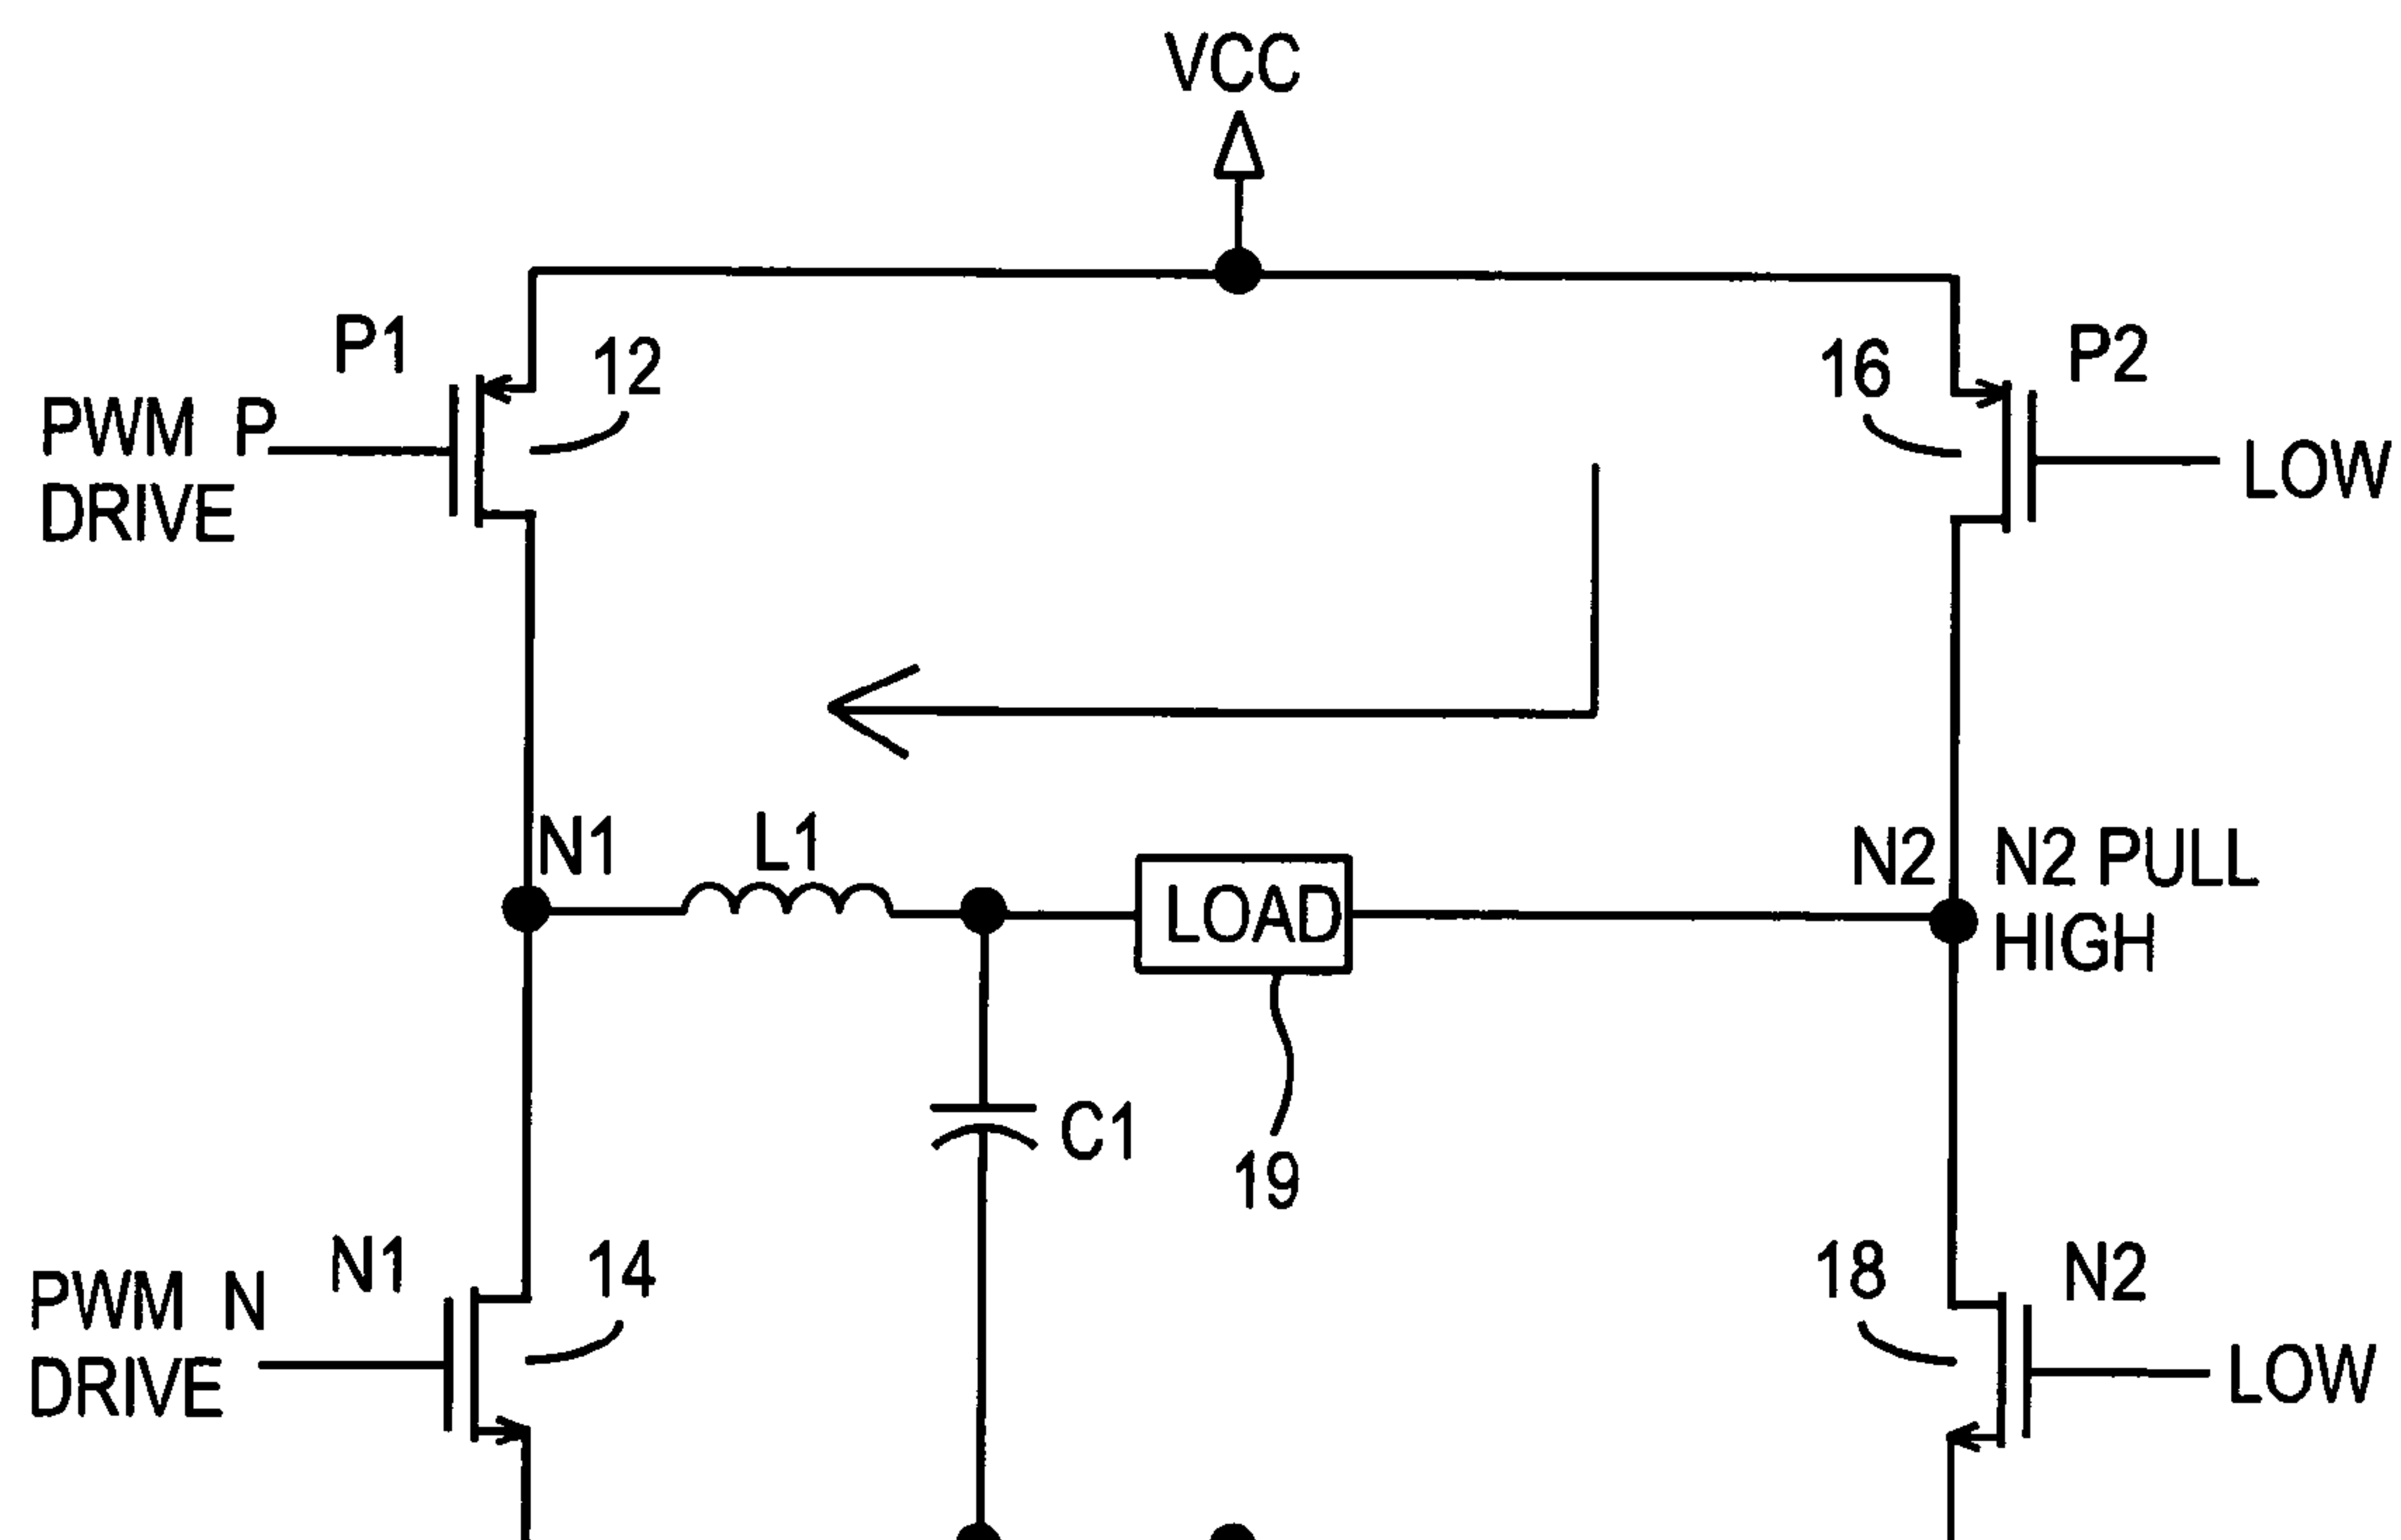 VCC
P1
12
16
P2
PWM P
DRIVE
LOW
N1
L1
LOAD
N2
N2 PULL
HIGH
C1
19
N1
14
18
N2
PWM N
DRIVE
LOW